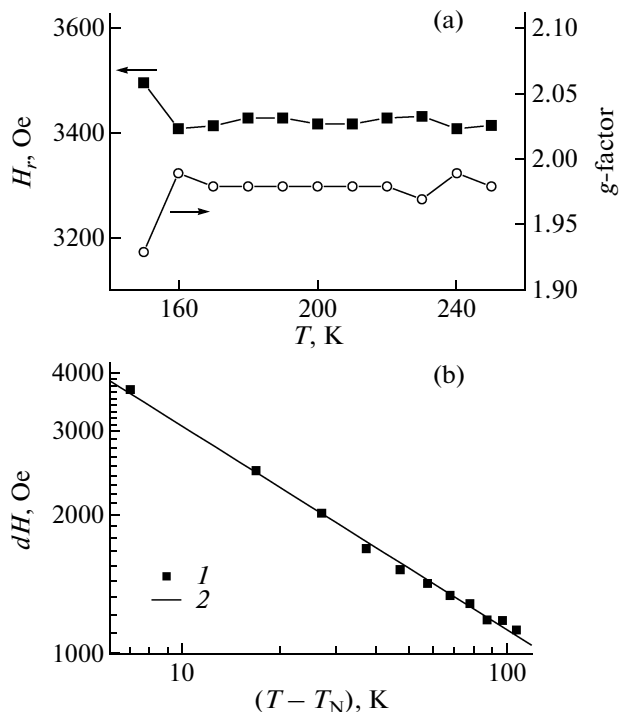 3600
(a)
2.10
3400
2.05
H_r, Oe
2.00
g-factor
3200
1.95
1.90
160
200
240
T, K
4000
(b)
3000
dH, Oe
2000
1
2
1000
10
100
(T – T_N), K